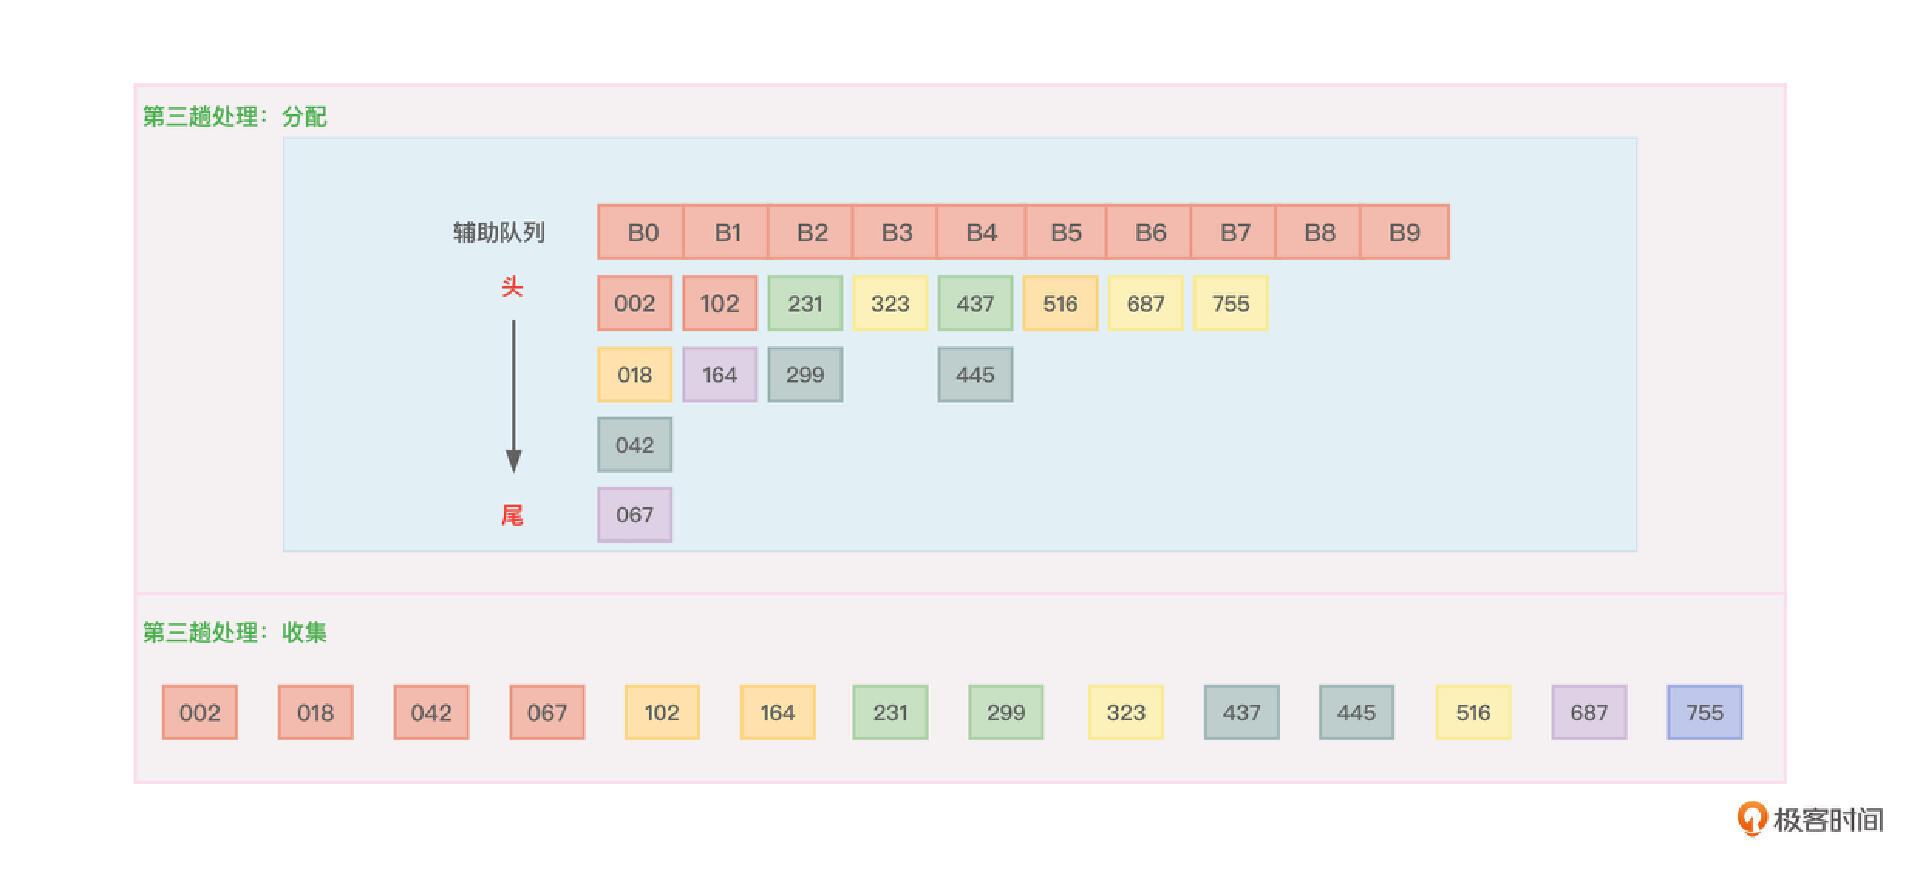 第三趟处理：分配
辅助队列 B0 B1 B2 B3 B4 B5 B6 B7 B8 B9
头 002 102 231 323 437 516 687 755
018 164 299 445
042
尾 067
第三趟处理：收集
002 018 042 067 102 164 231 299 323 437 445 516 687 755
极客时间